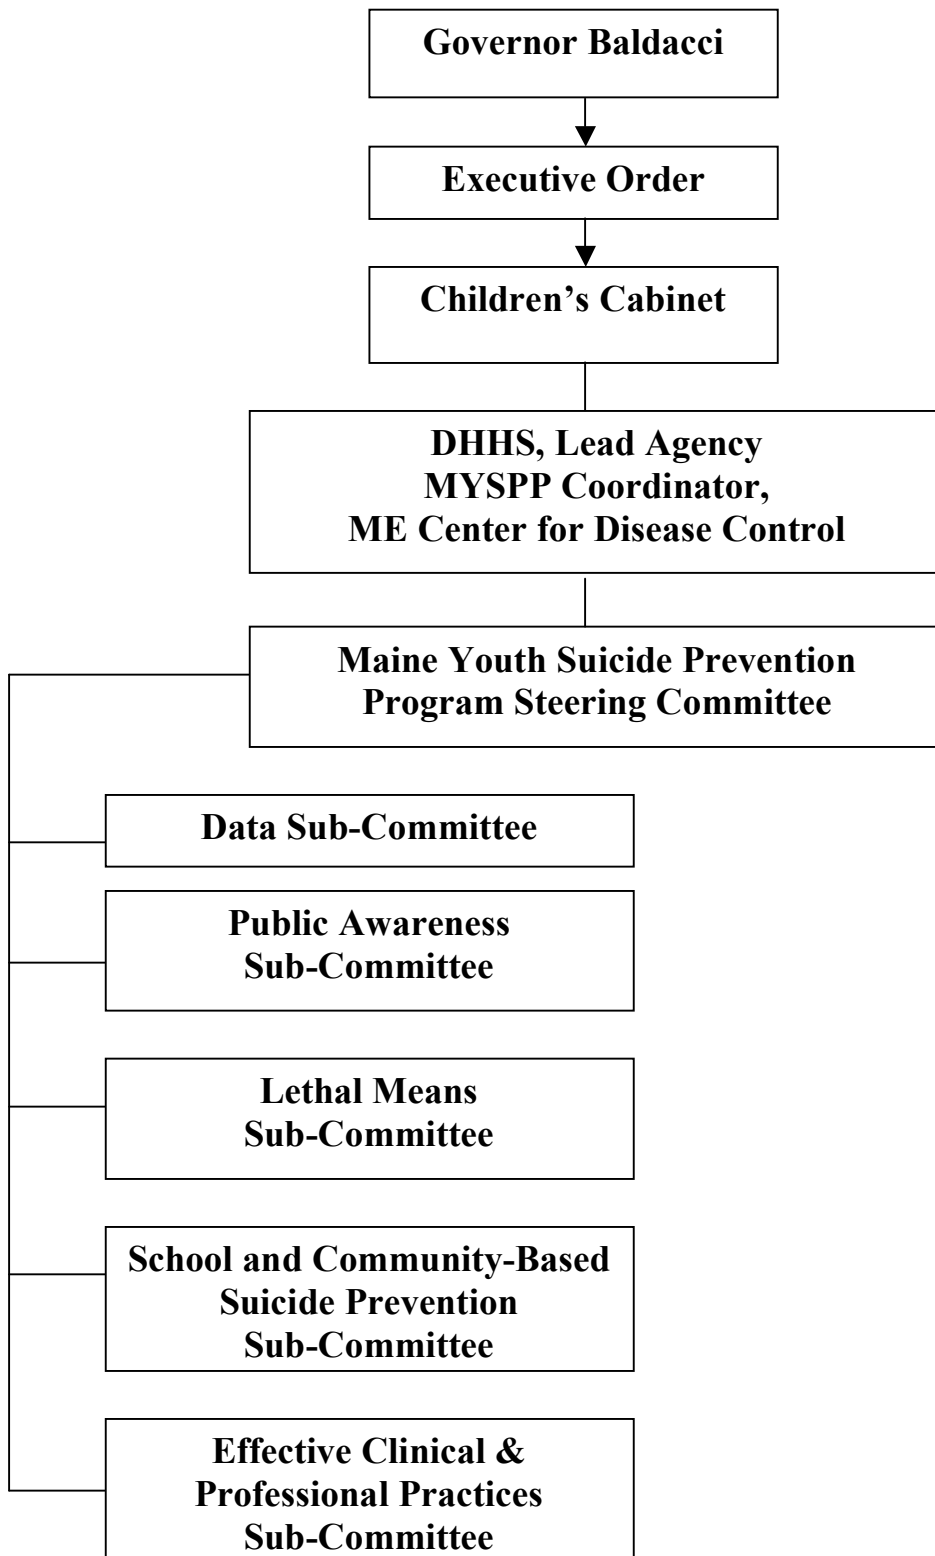 Governor Baldacci
Executive Order
Children’s Cabinet
DHHS, Lead Agency
MYSPP Coordinator,
ME Center for Disease Control
Maine Youth Suicide Prevention
Program Steering Committee
Data Sub-Committee
Public Awareness
Sub-Committee
Lethal Means
Sub-Committee
School and Community-Based
Suicide Prevention
Sub-Committee
Effective Clinical &
Professional Practices
Sub-Committee